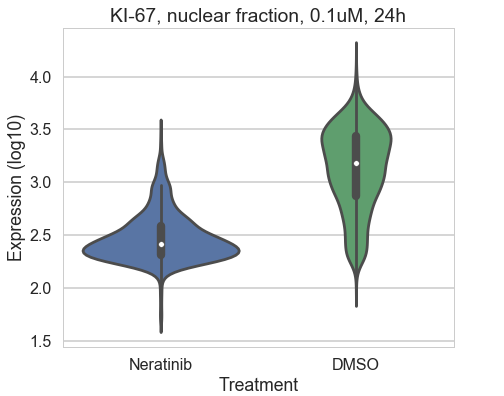 KI-67, nuclear fraction, 0.1uM, 24h
Expression (log10)
4.0
3.5
3.0
2.5
2.0
1.5
Neratinib
DMSO
Treatment